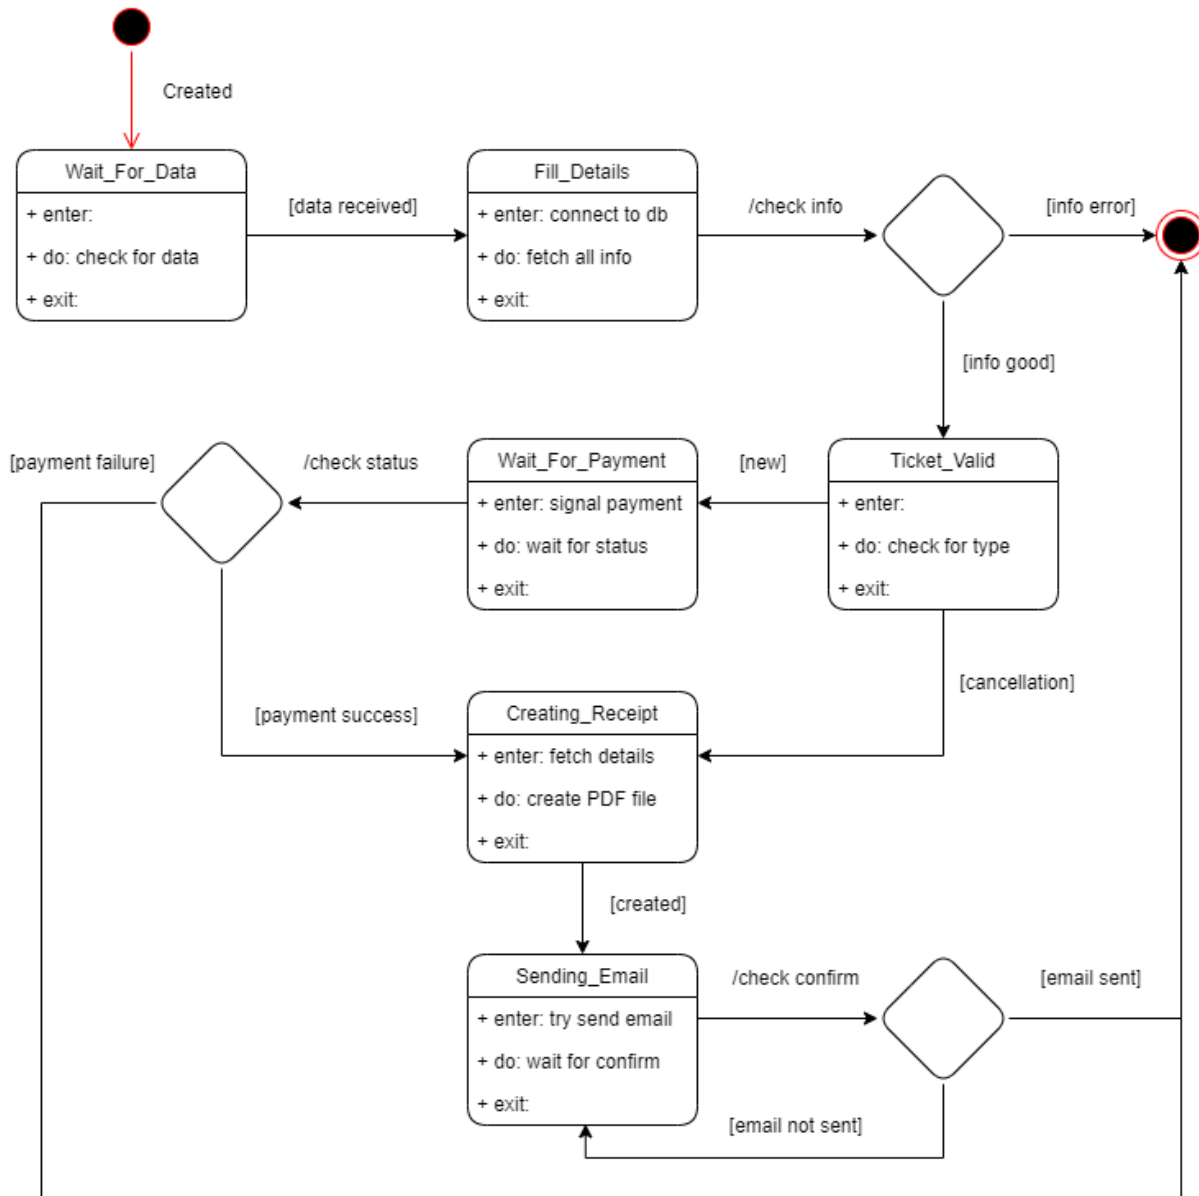 Created
Wait_For_Data
+ enter:
+ do: check for data
+ exit:
[data received]
Fill_Details
+ enter: connect to db
+ do: fetch all info
+ exit:
/check info
[info error]
[info good]
[payment failure]
/check status
Wait_For_Payment
+ enter: signal payment
+ do: wait for status
+ exit:
[new]
Ticket_Valid
+ enter:
+ do: check for type
+ exit:
[cancellation]
[payment success]
Creating_Receipt
+ enter: fetch details
+ do: create PDF file
+ exit:
[created]
Sending_Email
+ enter: try send email
+ do: wait for confirm
+ exit:
/check confirm
[email sent]
[email not sent]